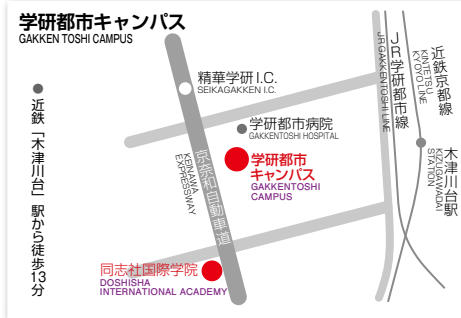 学研都市キャンパス
GAKKEN TOSHI CAMPUS
● 近鉄「木津川台」駅から徒歩13分
精華学研 I.C.
SEIKAGAKKEN I.C.
学研都市病院
GAKKENTOSHI HOSPITAL
学研都市
キャンパス
GAKKENTOSHI
CAMPUS
京奈和自動車道
KEINAWA
EXPRESSWAY
同志社国際学院
DOSHISHA
INTERNATIONAL ACADEMY
JR学研都市線
JR GAKKENTOSHI LINE
近鉄京都線
KINTETSU
KYOTO LINE
木津川台駅
KIZUGAWADAI
STATION